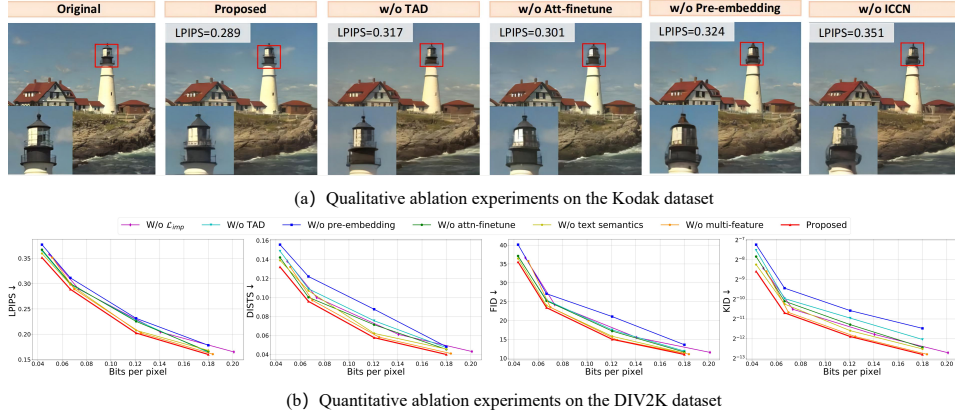 Original Proposed w/o TAD w/o Att-finetune w/o Pre-embedding w/o ICCN
LPIPS=0.289 LPIPS=0.317 LPIPS=0.301 LPIPS=0.324 LPIPS=0.351
(a) Qualitative ablation experiments on the Kodak dataset
W/o ℒimp W/o TAD W/o pre-embedding W/o attn-finetune W/o text semantics W/o multi-feature Proposed
LPIPS ↓
0.35
0.30
0.25
0.20
0.15
0.04 0.06 0.08 0.10 0.12 0.14 0.16 0.18 0.20
Bits per pixel
DISTS ↓
0.16
0.14
0.12
0.10
0.08
0.06
0.04
0.04 0.06 0.08 0.10 0.12 0.14 0.16 0.18 0.20
Bits per pixel
FID ↓
40
35
30
25
20
15
10
0.04 0.06 0.08 0.10 0.12 0.14 0.16 0.18 0.20
Bits per pixel
KID ↓
2⁻⁷
2⁻⁸
2⁻⁹
2⁻¹⁰
2⁻¹¹
2⁻¹²
2⁻¹³
0.04 0.06 0.08 0.10 0.12 0.14 0.16 0.18 0.20
Bits per pixel
(b) Quantitative ablation experiments on the DIV2K dataset